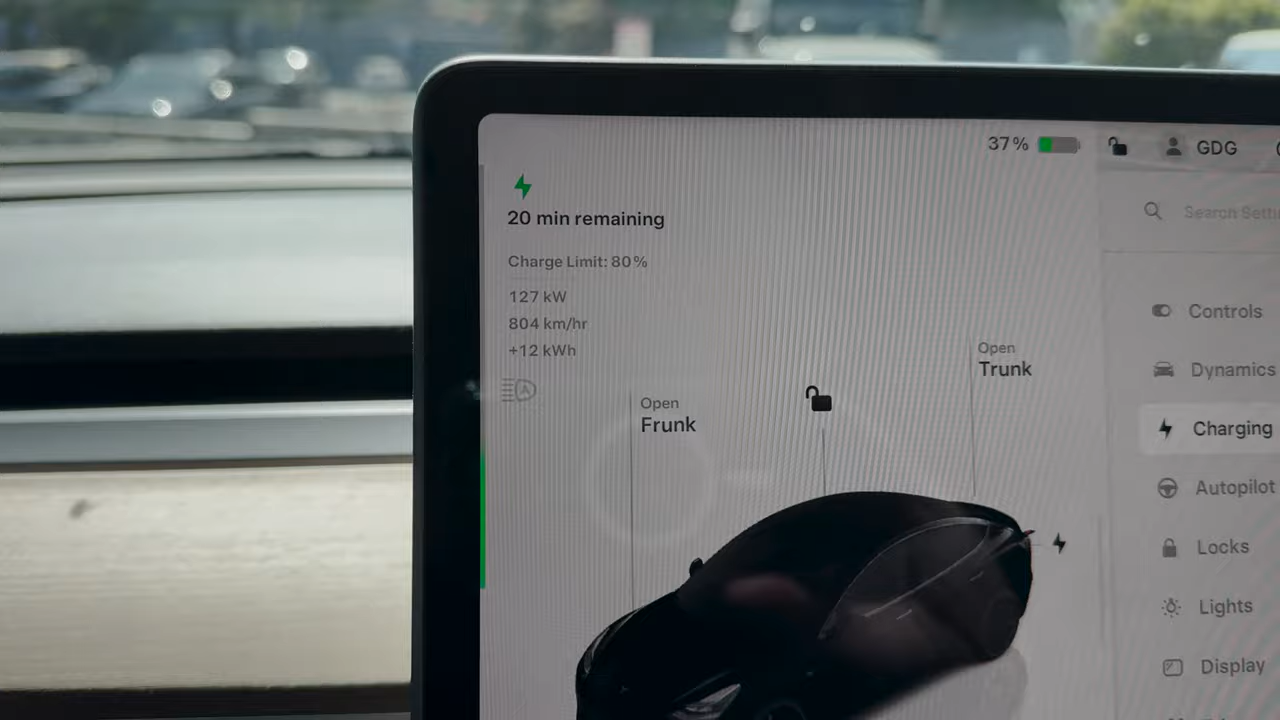 37%
GDG
20 min remaining
Charge Limit: 80%
127 kW
804 km/hr
+12 kWh
Open
Trunk
Open
Frunk
Search
Controls
Dynamics
Charging
Autopilot
Locks
Lights
Display